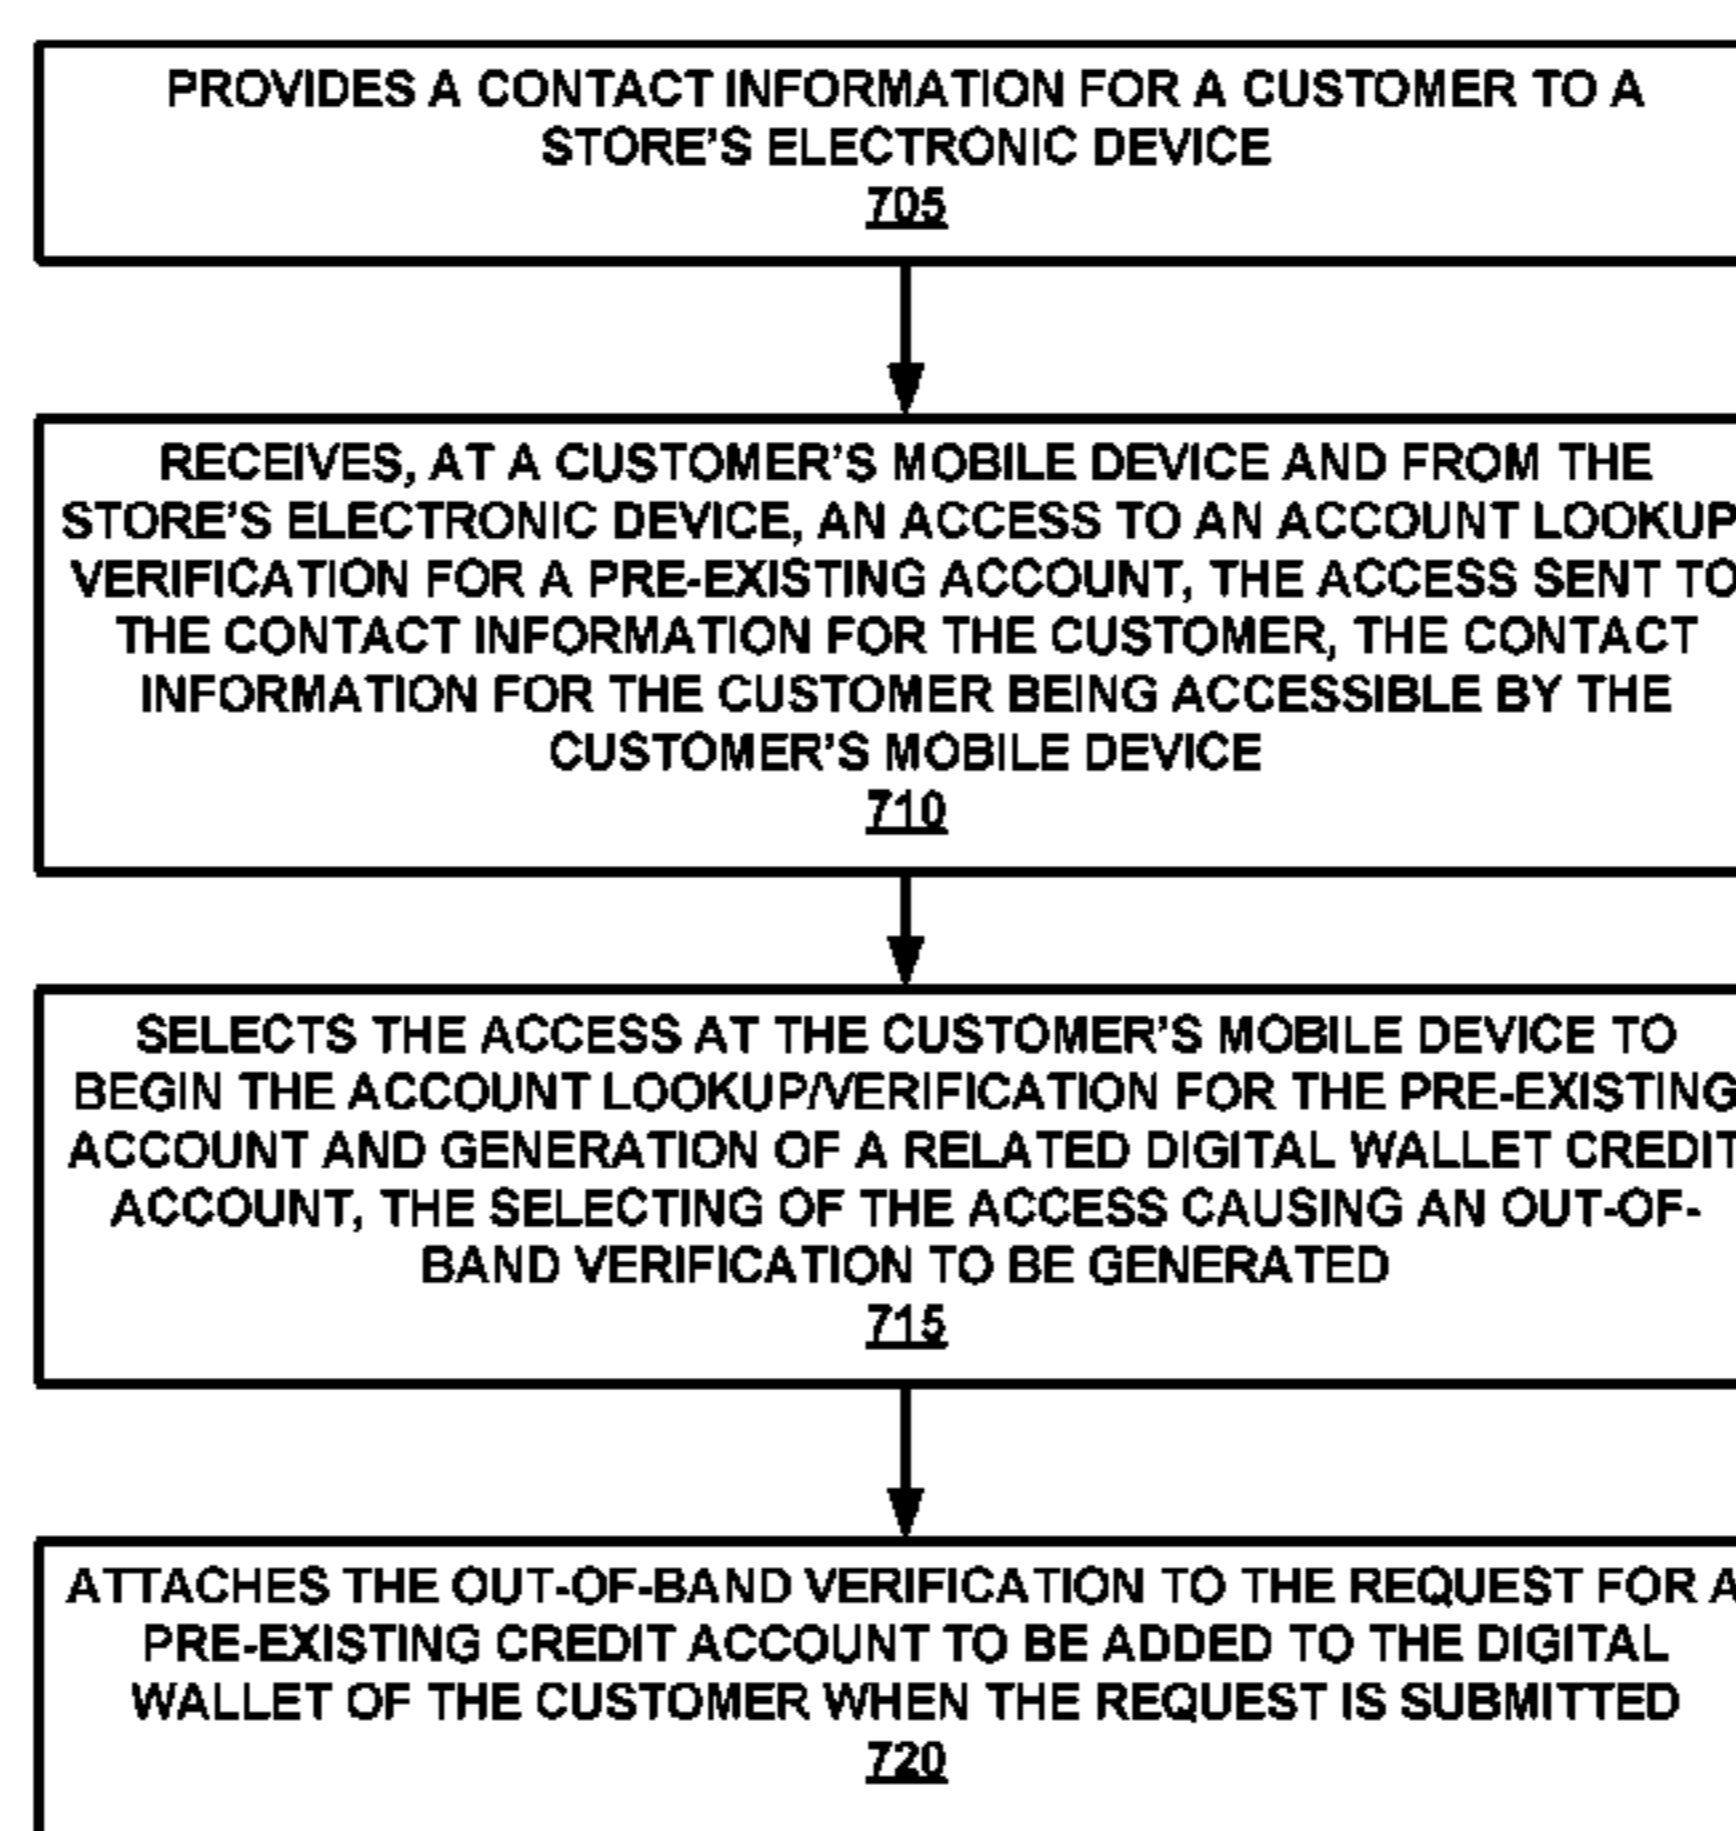 PROVIDES A CONTACT INFORMATION FOR A CUSTOMER TO A
STORE'S ELECTRONIC DEVICE
705
RECEIVES, AT A CUSTOMER'S MOBILE DEVICE AND FROM THE
STORE'S ELECTRONIC DEVICE, AN ACCESS TO AN ACCOUNT LOOKUP
VERIFICATION FOR A PRE-EXISTING ACCOUNT, THE ACCESS SENT TO
THE CONTACT INFORMATION FOR THE CUSTOMER, THE CONTACT
INFORMATION FOR THE CUSTOMER BEING ACCESSIBLE BY THE
CUSTOMER'S MOBILE DEVICE
710
SELECTS THE ACCESS AT THE CUSTOMER'S MOBILE DEVICE TO
BEGIN THE ACCOUNT LOOKUP/VERIFICATION FOR THE PRE-EXISTING
ACCOUNT AND GENERATION OF A RELATED DIGITAL WALLET CREDIT
ACCOUNT, THE SELECTING OF THE ACCESS CAUSING AN OUT-OF-
BAND VERIFICATION TO BE GENERATED
715
ATTACHES THE OUT-OF-BAND VERIFICATION TO THE REQUEST FOR A
PRE-EXISTING CREDIT ACCOUNT TO BE ADDED TO THE DIGITAL
WALLET OF THE CUSTOMER WHEN THE REQUEST IS SUBMITTED
720